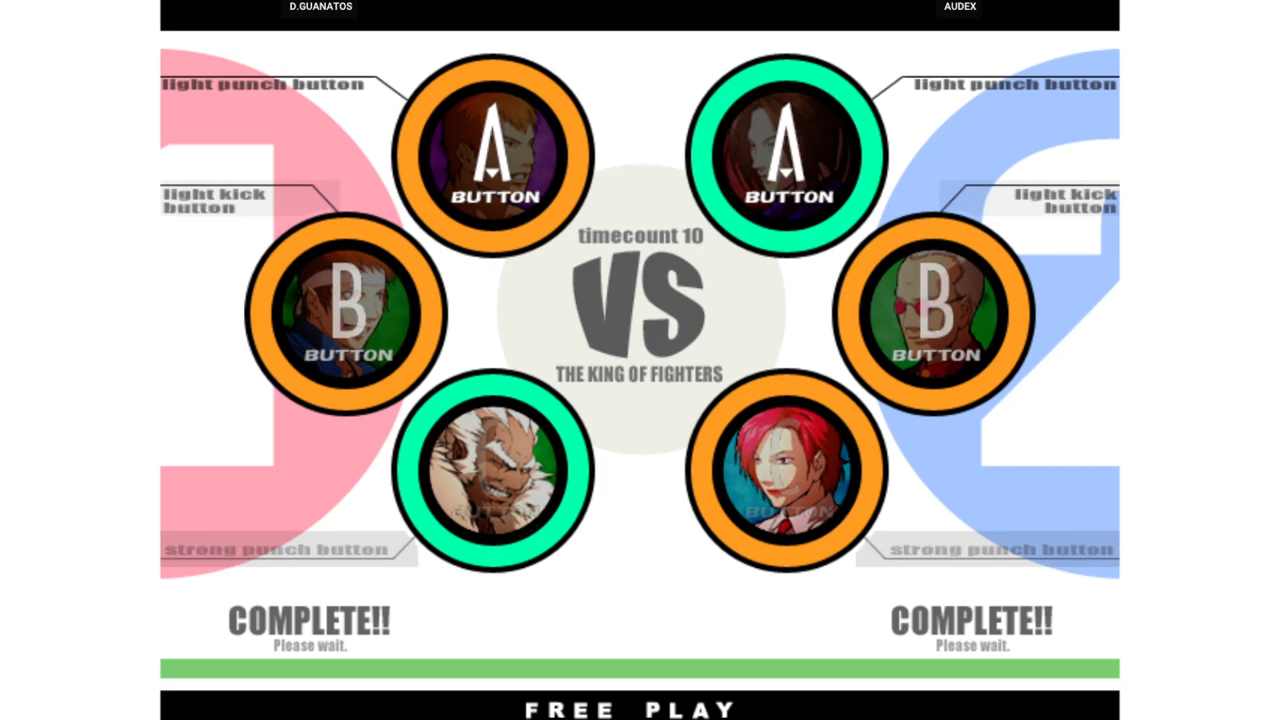 D.GUANATOS
AUDEX
light punch button
light punch button
A
BUTTON
A
BUTTON
light kick
button
light kick
button
timecount 10
VS
THE KING OF FIGHTERS
B
BUTTON
B
BUTTON
BUTTON
BUTTON
strong punch button
strong punch button
COMPLETE!!
Please wait.
COMPLETE!!
Please wait.
FREE PLAY